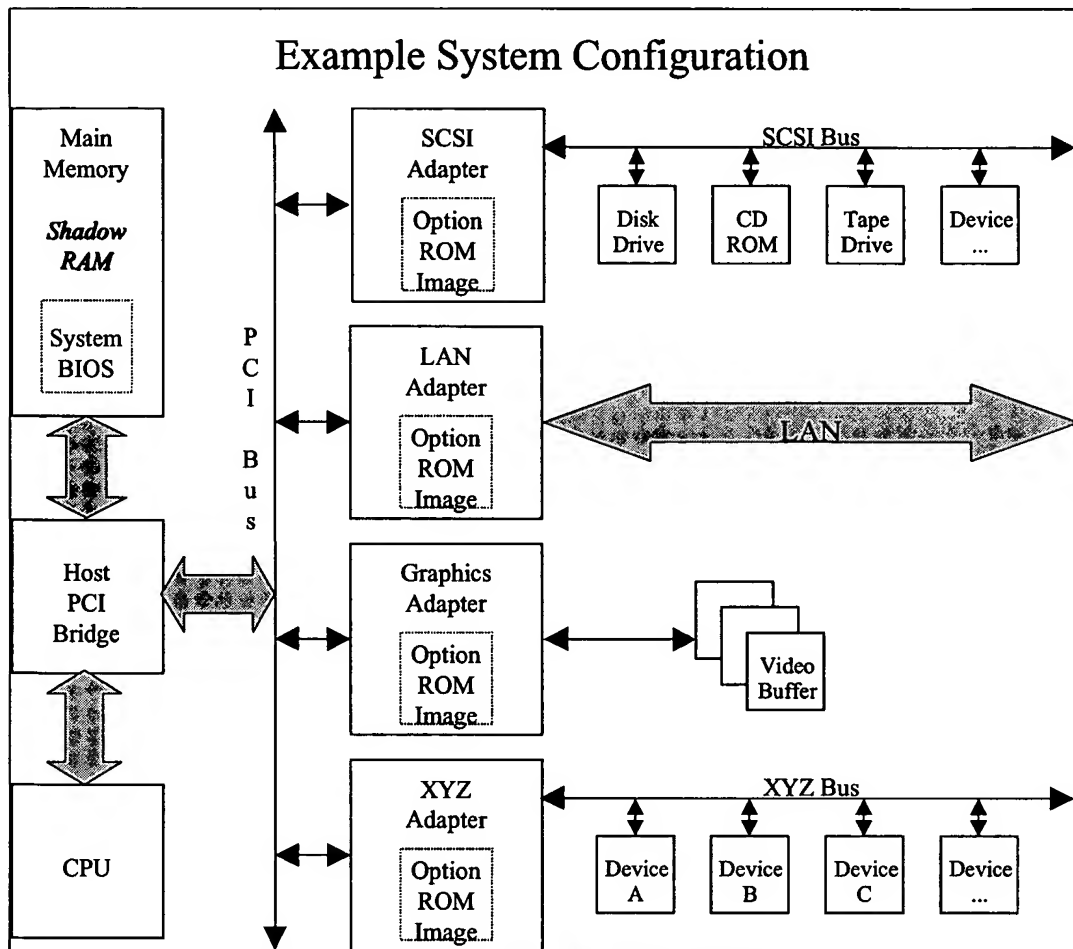 Example System Configuration
Main
Memory
Shadow
RAM
System
BIOS
Host
PCI
Bridge
CPU
PCI Bus
SCSI
Adapter
Option
ROM
Image
SCSI Bus
Disk
Drive
CD
ROM
Tape
Drive
Device
...
LAN
Adapter
Option
ROM
Image
LAN
Graphics
Adapter
Option
ROM
Image
Video
Buffer
XYZ
Adapter
Option
ROM
Image
XYZ Bus
Device
A
Device
B
Device
C
Device
...